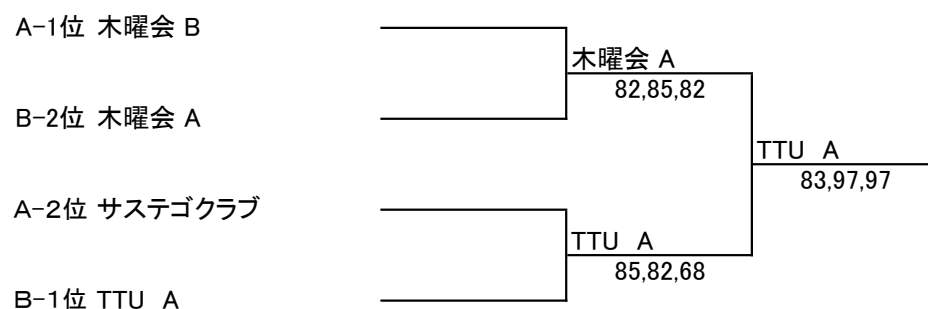 A-1位 木曜会 B
木曜会 A
82,85,82
B-2位 木曜会 A
TTU A
83,97,97
A-2位 サステゴクラブ
TTU A
85,82,68
B-1位 TTU A